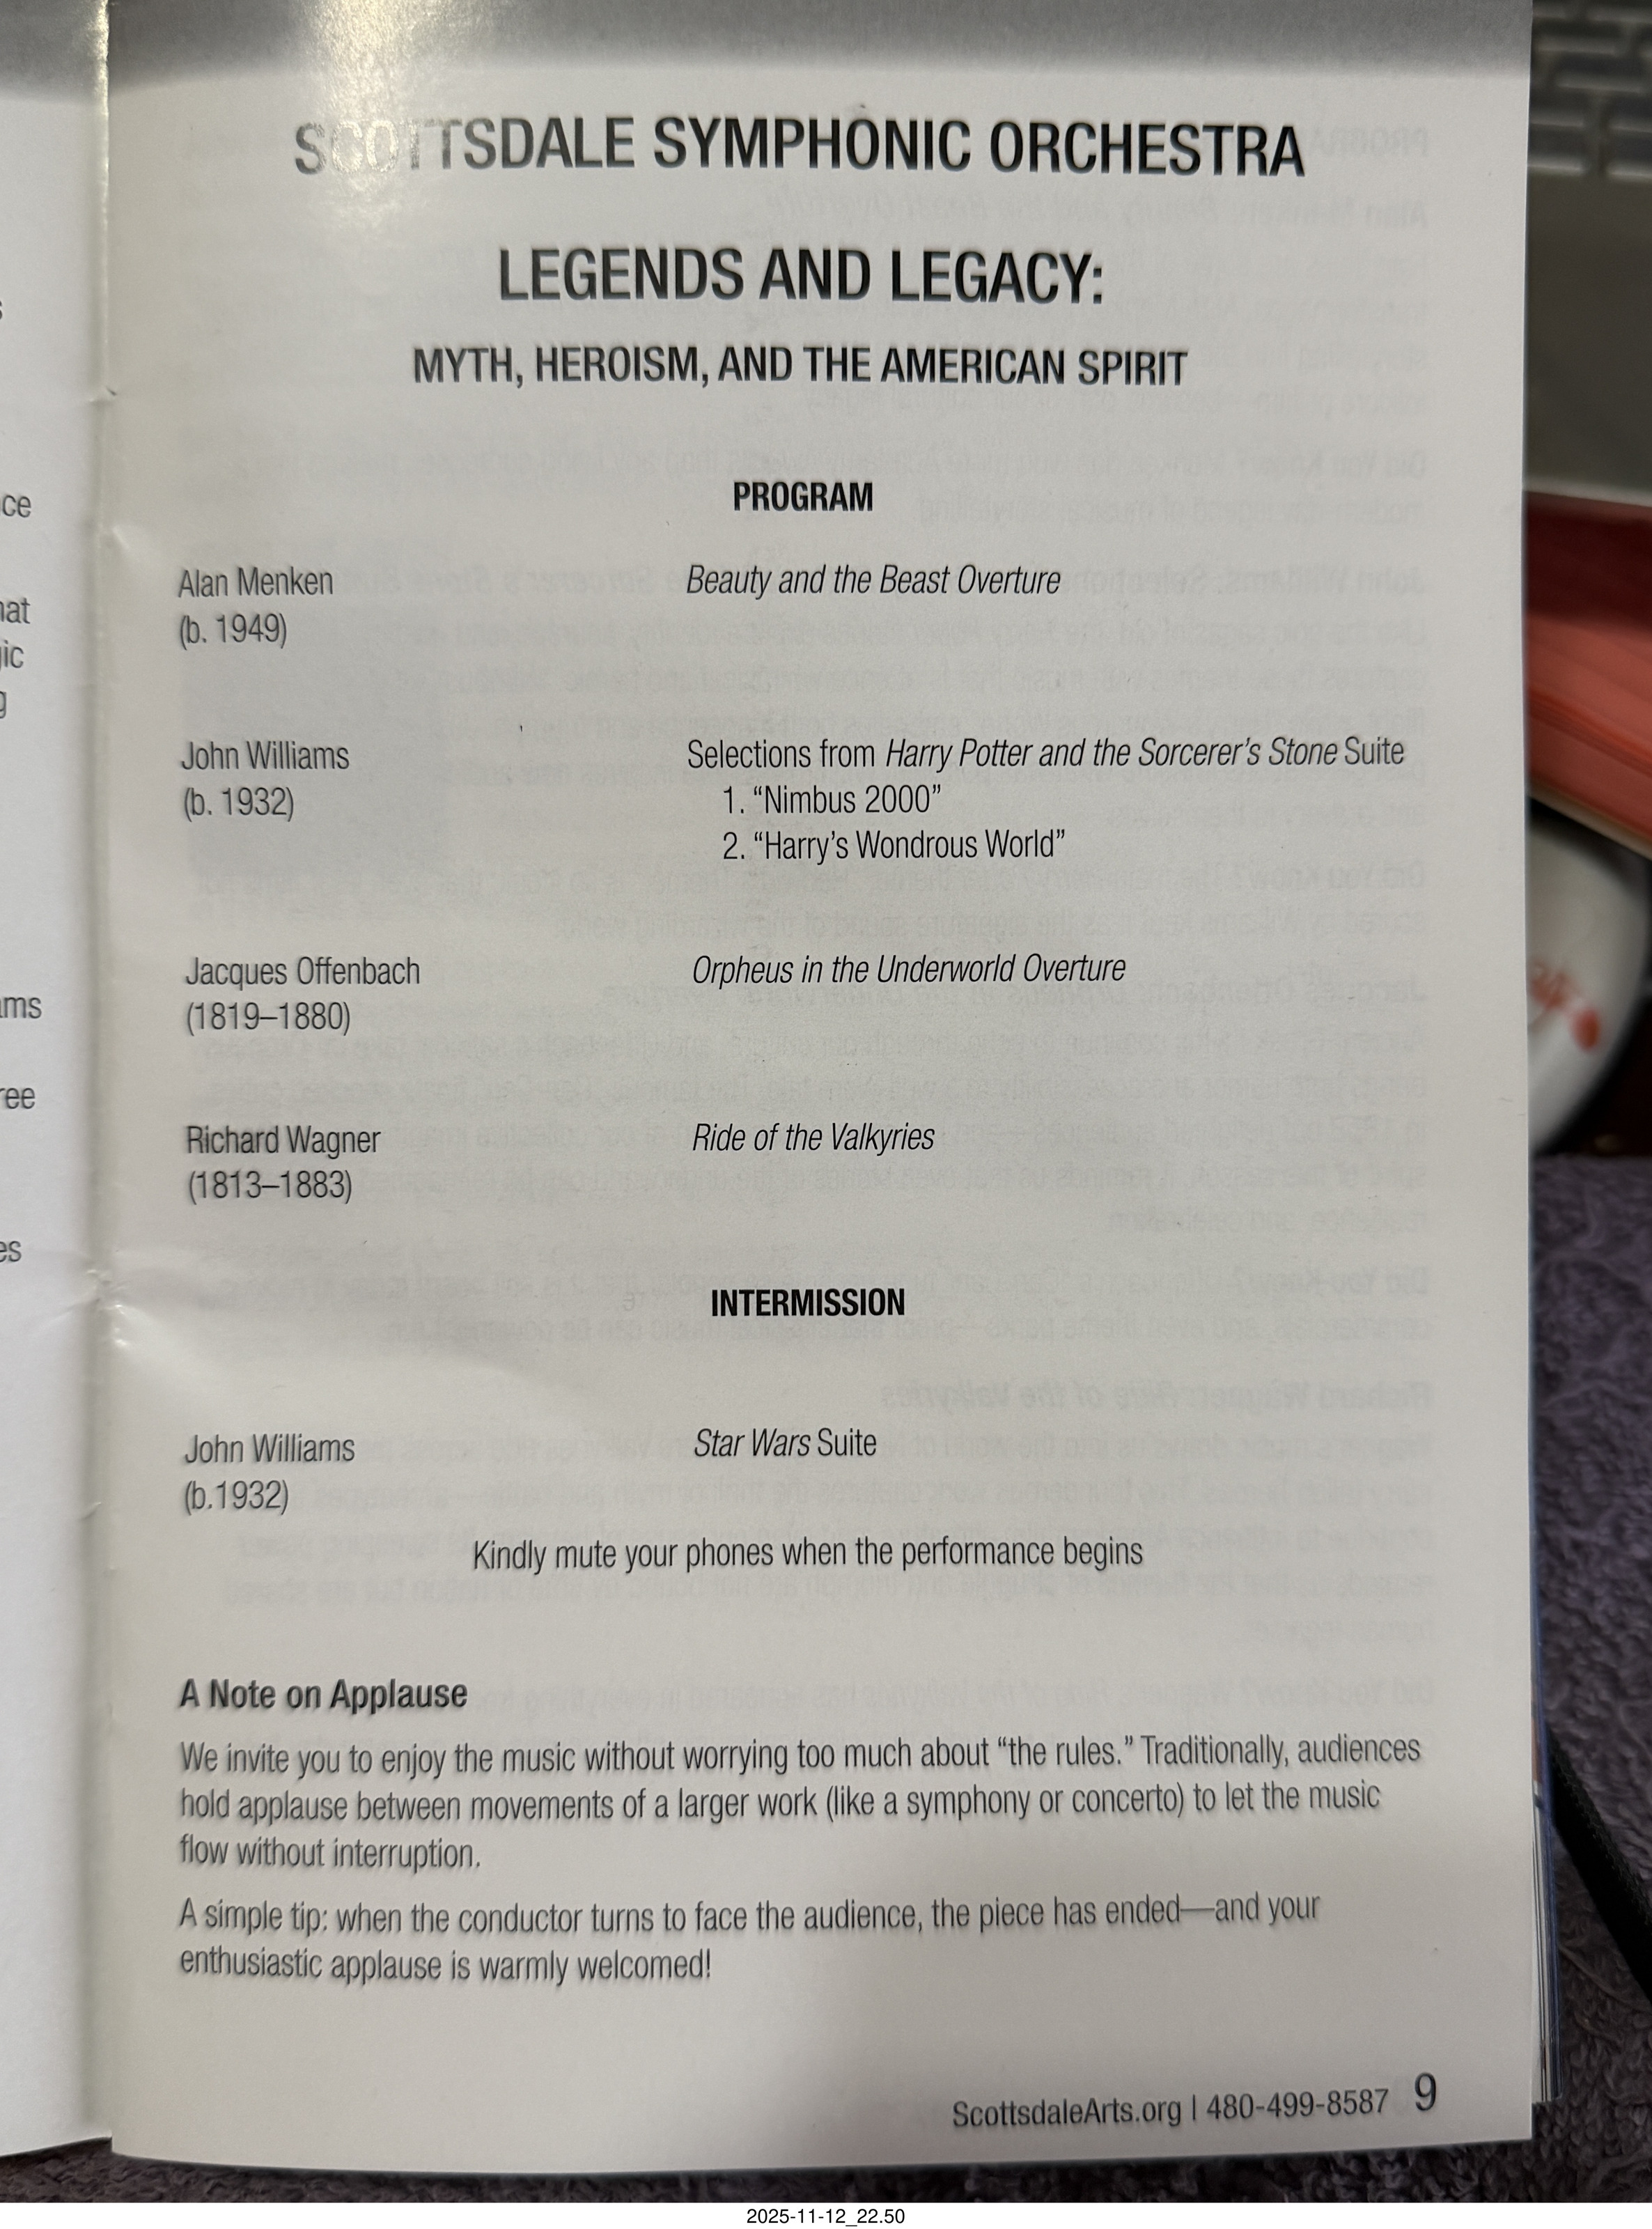 SCOTTSDALE SYMPHONIC ORCHESTRA
LEGENDS AND LEGACY:
MYTH, HEROISM, AND THE AMERICAN SPIRIT
PROGRAM
Alan Menken Beauty and the Beast Overture
(b. 1949)
John Williams Selections from Harry Potter and the Sorcerer’s Stone Suite
(b. 1932) 1. “Nimbus 2000”
2. “Harry’s Wondrous World”
Jacques Offenbach Orpheus in the Underworld Overture
(1819–1880)
Richard Wagner Ride of the Valkyries
(1813–1883)
INTERMISSION
John Williams Star Wars Suite
(b.1932)
Kindly mute your phones when the performance begins
A Note on Applause
We invite you to enjoy the music without worrying too much about “the rules.” Traditionally, audiences
hold applause between movements of a larger work (like a symphony or concerto) to let the music
flow without interruption.
A simple tip: when the conductor turns to face the audience, the piece has ended—and your
enthusiastic applause is warmly welcomed!
ScottsdaleArts.org | 480-499-8587 9
2025-11-12_22.50